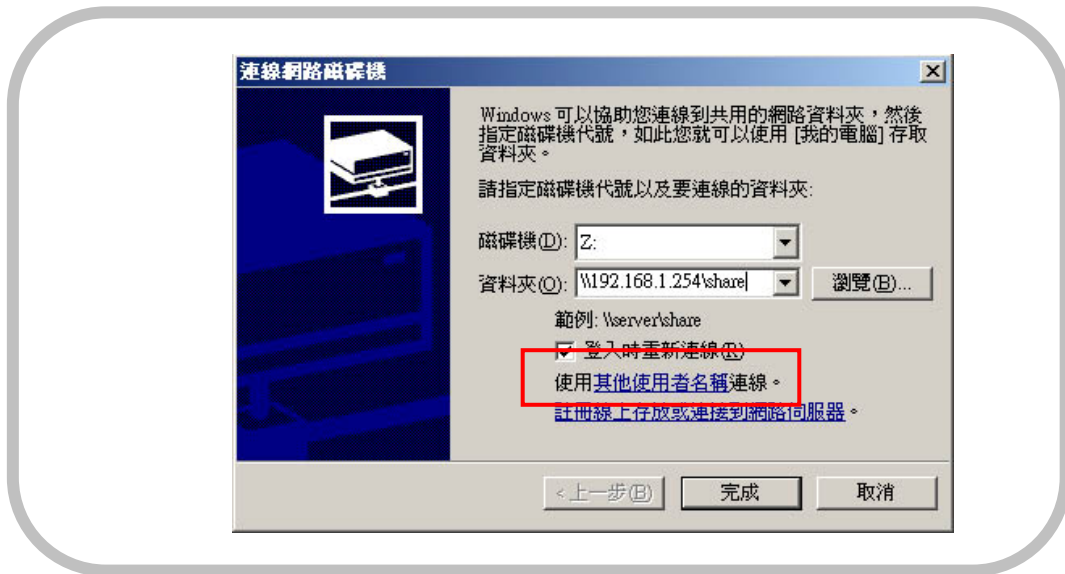 連線網路磁碟機
Windows 可以協助您連線到共用的網路資料夾，然後
指定磁碟機代號，如此您就可以使用 [我的電腦] 存取
資料夾。
請指定磁碟機代號以及要連線的資料夾:
磁碟機(D): Z:
資料夾(O): \\192.168.1.254\share 瀏覽(B)...
範例: \\server\share
登入時重新連線(R)
使用其他使用者名稱連線。
註冊線上存放或連接到網路伺服器。
< 上一步(B) 完成 取消